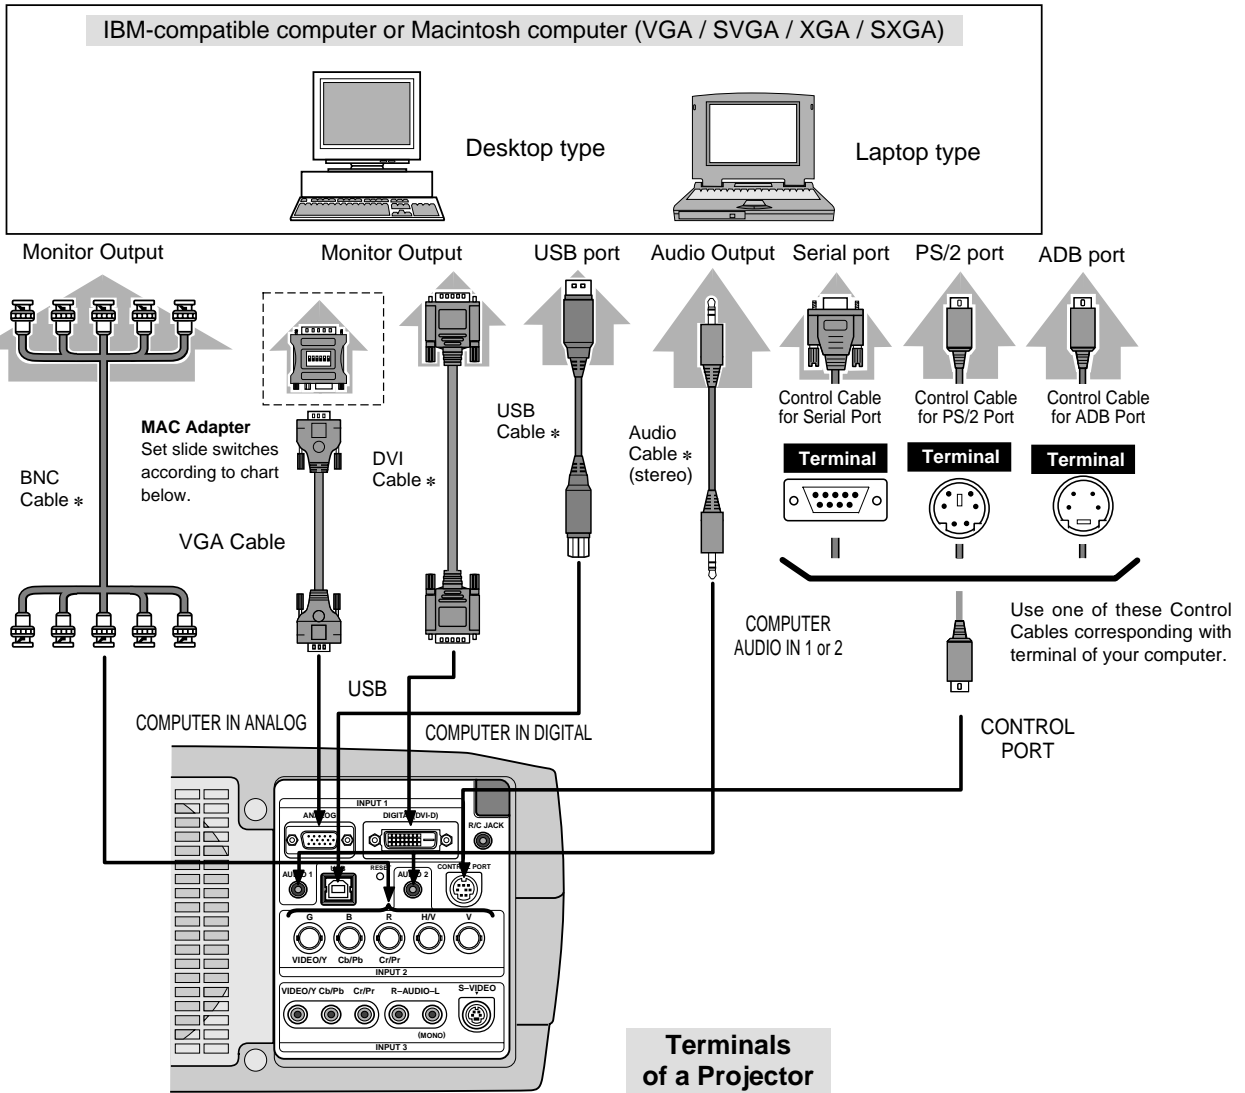 IBM-compatible computer or Macintosh computer (VGA / SVGA / XGA / SXGA)
Desktop type
Laptop type
Monitor Output
Monitor Output
USB port
Audio Output
Serial port
PS/2 port
ADB port
Control Cable
for Serial Port
Control Cable
for PS/2 Port
Control Cable
for ADB Port
MAC Adapter
Set slide switches
according to chart
below.
BNC
Cable *
VGA Cable
DVI
Cable *
USB
Cable *
Audio
Cable *
(stereo)
Terminal
Terminal
Terminal
COMPUTER
AUDIO IN 1 or 2
Use one of these Control
Cables corresponding with
terminal of your computer.
USB
COMPUTER IN ANALOG
COMPUTER IN DIGITAL
CONTROL
PORT
INPUT 1
ANALOG
DIGITAL(DVI-D)
R/C JACK
AUDIO 1
RESET
AUDIO 2
CONTROL PORT
G
B
R
H/V
V
VIDEO/Y
Cb/Pb
Cr/Pr
INPUT 2
VIDEO/Y Cb/Pb
Cr/Pr
R–AUDIO–L
S–VIDEO
(MONO)
INPUT 3
Terminals
of a Projector